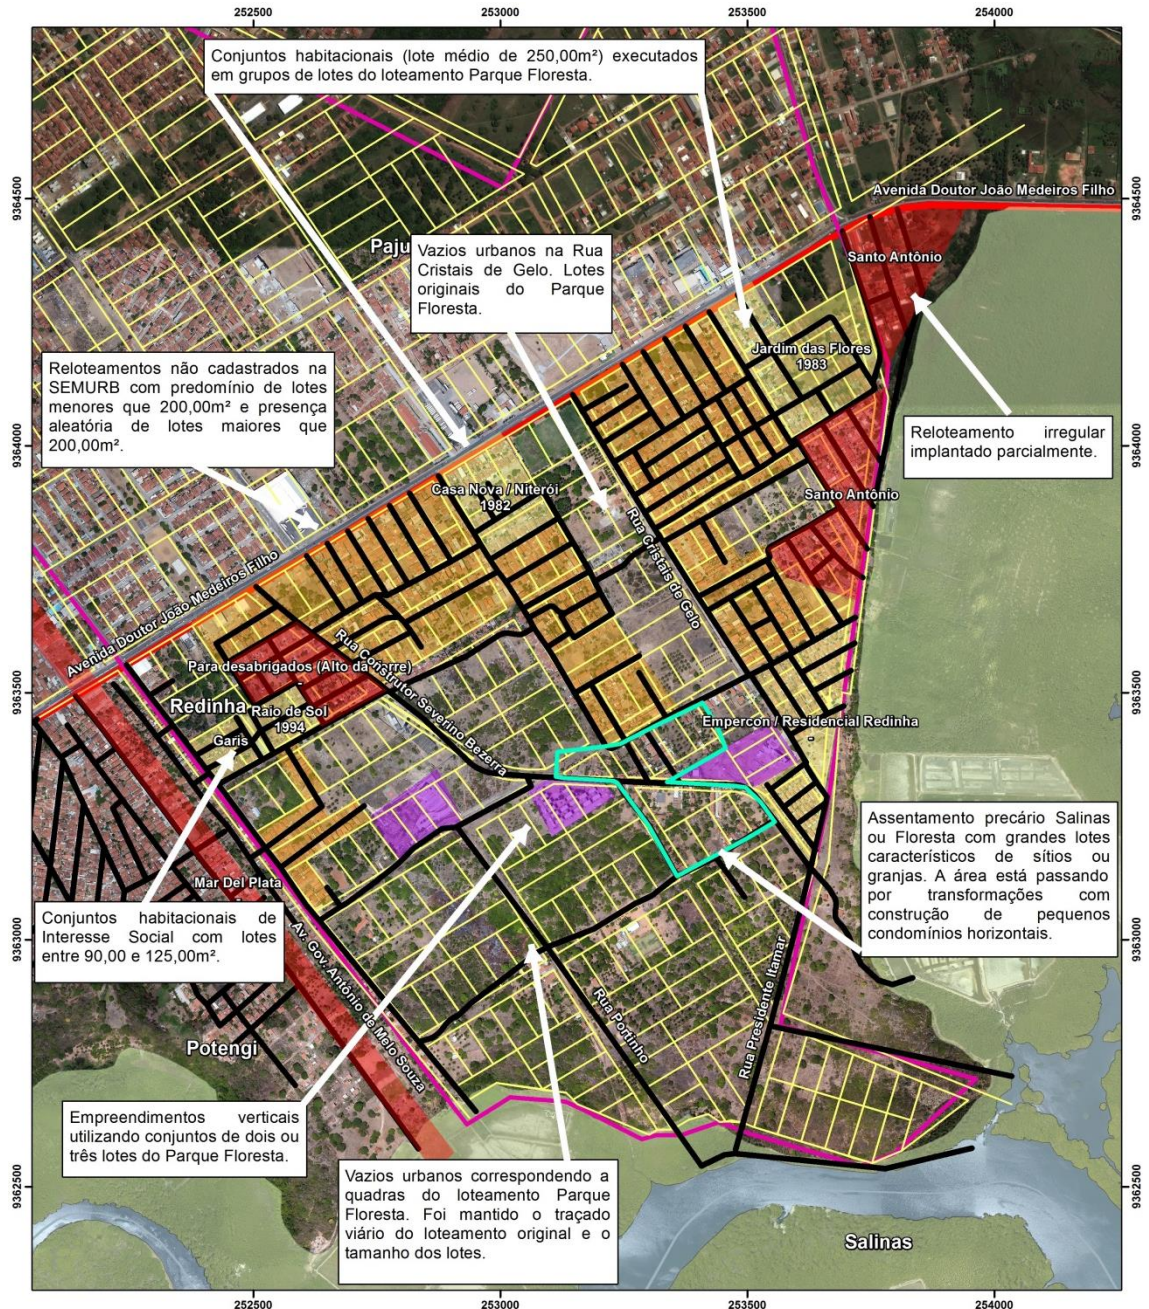 252500 253000 253500 254000
Conjuntos habitacionais (lote médio de 250,00m²) executados
em grupos de lotes do loteamento Parque Floresta.
9364500
9364500
Avenida Doutor João Medeiros Filho
Paju
Vazios urbanos na Rua
Cristais de Gelo. Lotes
originais do Parque
Floresta.
Santo Antônio
Jardim das Flores
1983
Reloteamentos não cadastrados na
SEMURB com predomínio de lotes
menores que 200,00m² e presença
aleatória de lotes maiores que
200,00m².
Reloteamento irregular
implantado parcialmente.
9364000
9364000
Casa Nova / Niterói
1982
Santo Antônio
Rua Cristais de Gelo
Avenida Doutor João Medeiros Filho
Rua Construtor Severino Bezerra
Para desabrigados (Alto da Torre)
-
9363500
9363500
Redinha
Raio de Sol
1994
Garis
Empercon / Residencial Redinha
-
Assentamento precário Salinas
ou Floresta com grandes lotes
característicos de sítios ou
granjas. A área está passando
por transformações com
construção de pequenos
condomínios horizontais.
Mar Del Plata
Conjuntos habitacionais de
Interesse Social com lotes
entre 90,00 e 125,00m².
9363000
9363000
Av. Gov. Antônio de Melo Souza
Rua Portinho
Rua Presidente Itamar
Potengi
Empreendimentos verticais
utilizando conjuntos de dois ou
três lotes do Parque Floresta.
Vazios urbanos correspondendo a
quadras do loteamento Parque
Floresta. Foi mantido o traçado
viário do loteamento original e o
tamanho dos lotes.
9362500
9362500
Salinas
252500 253000 253500 254000